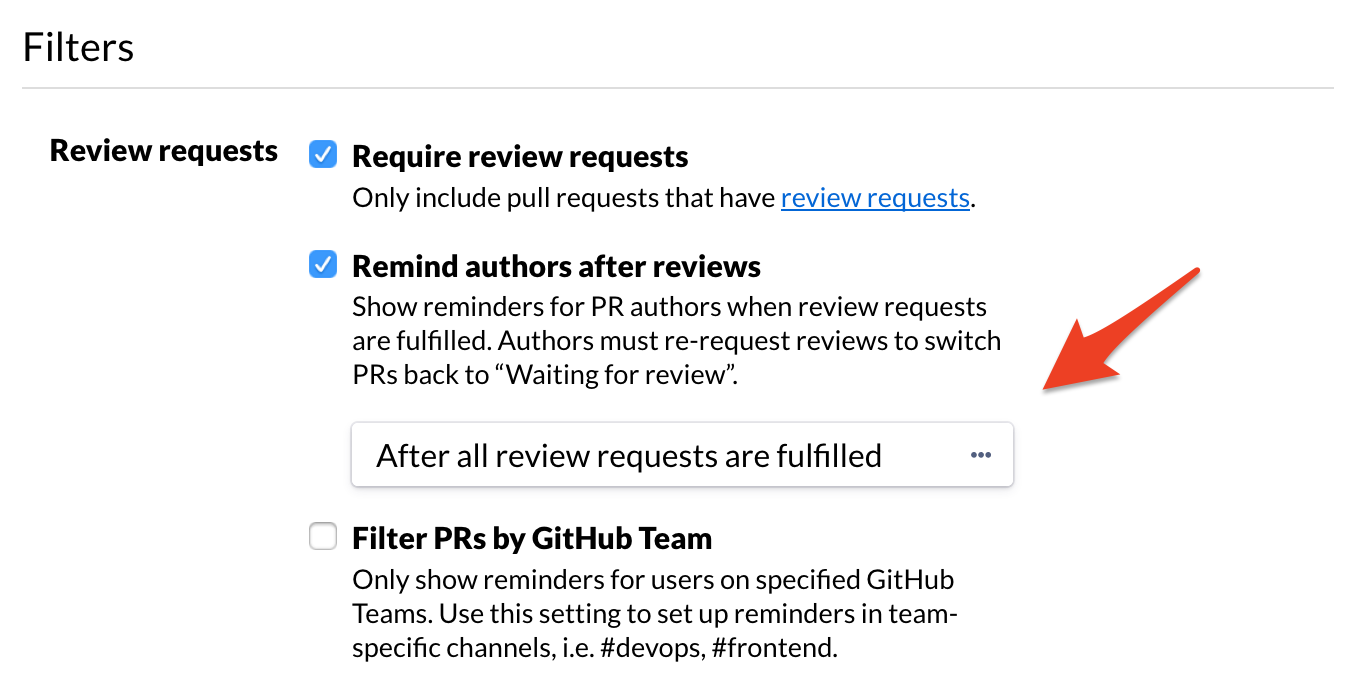 Filters
Review requests
Require review requests
Only include pull requests that have review requests.
Remind authors after reviews
Show reminders for PR authors when review requests
are fulfilled. Authors must re-request reviews to switch
PRs back to “Waiting for review”.
After all review requests are fulfilled
Filter PRs by GitHub Team
Only show reminders for users on specified GitHub
Teams. Use this setting to set up reminders in team-
specific channels, i.e. #devops, #frontend.